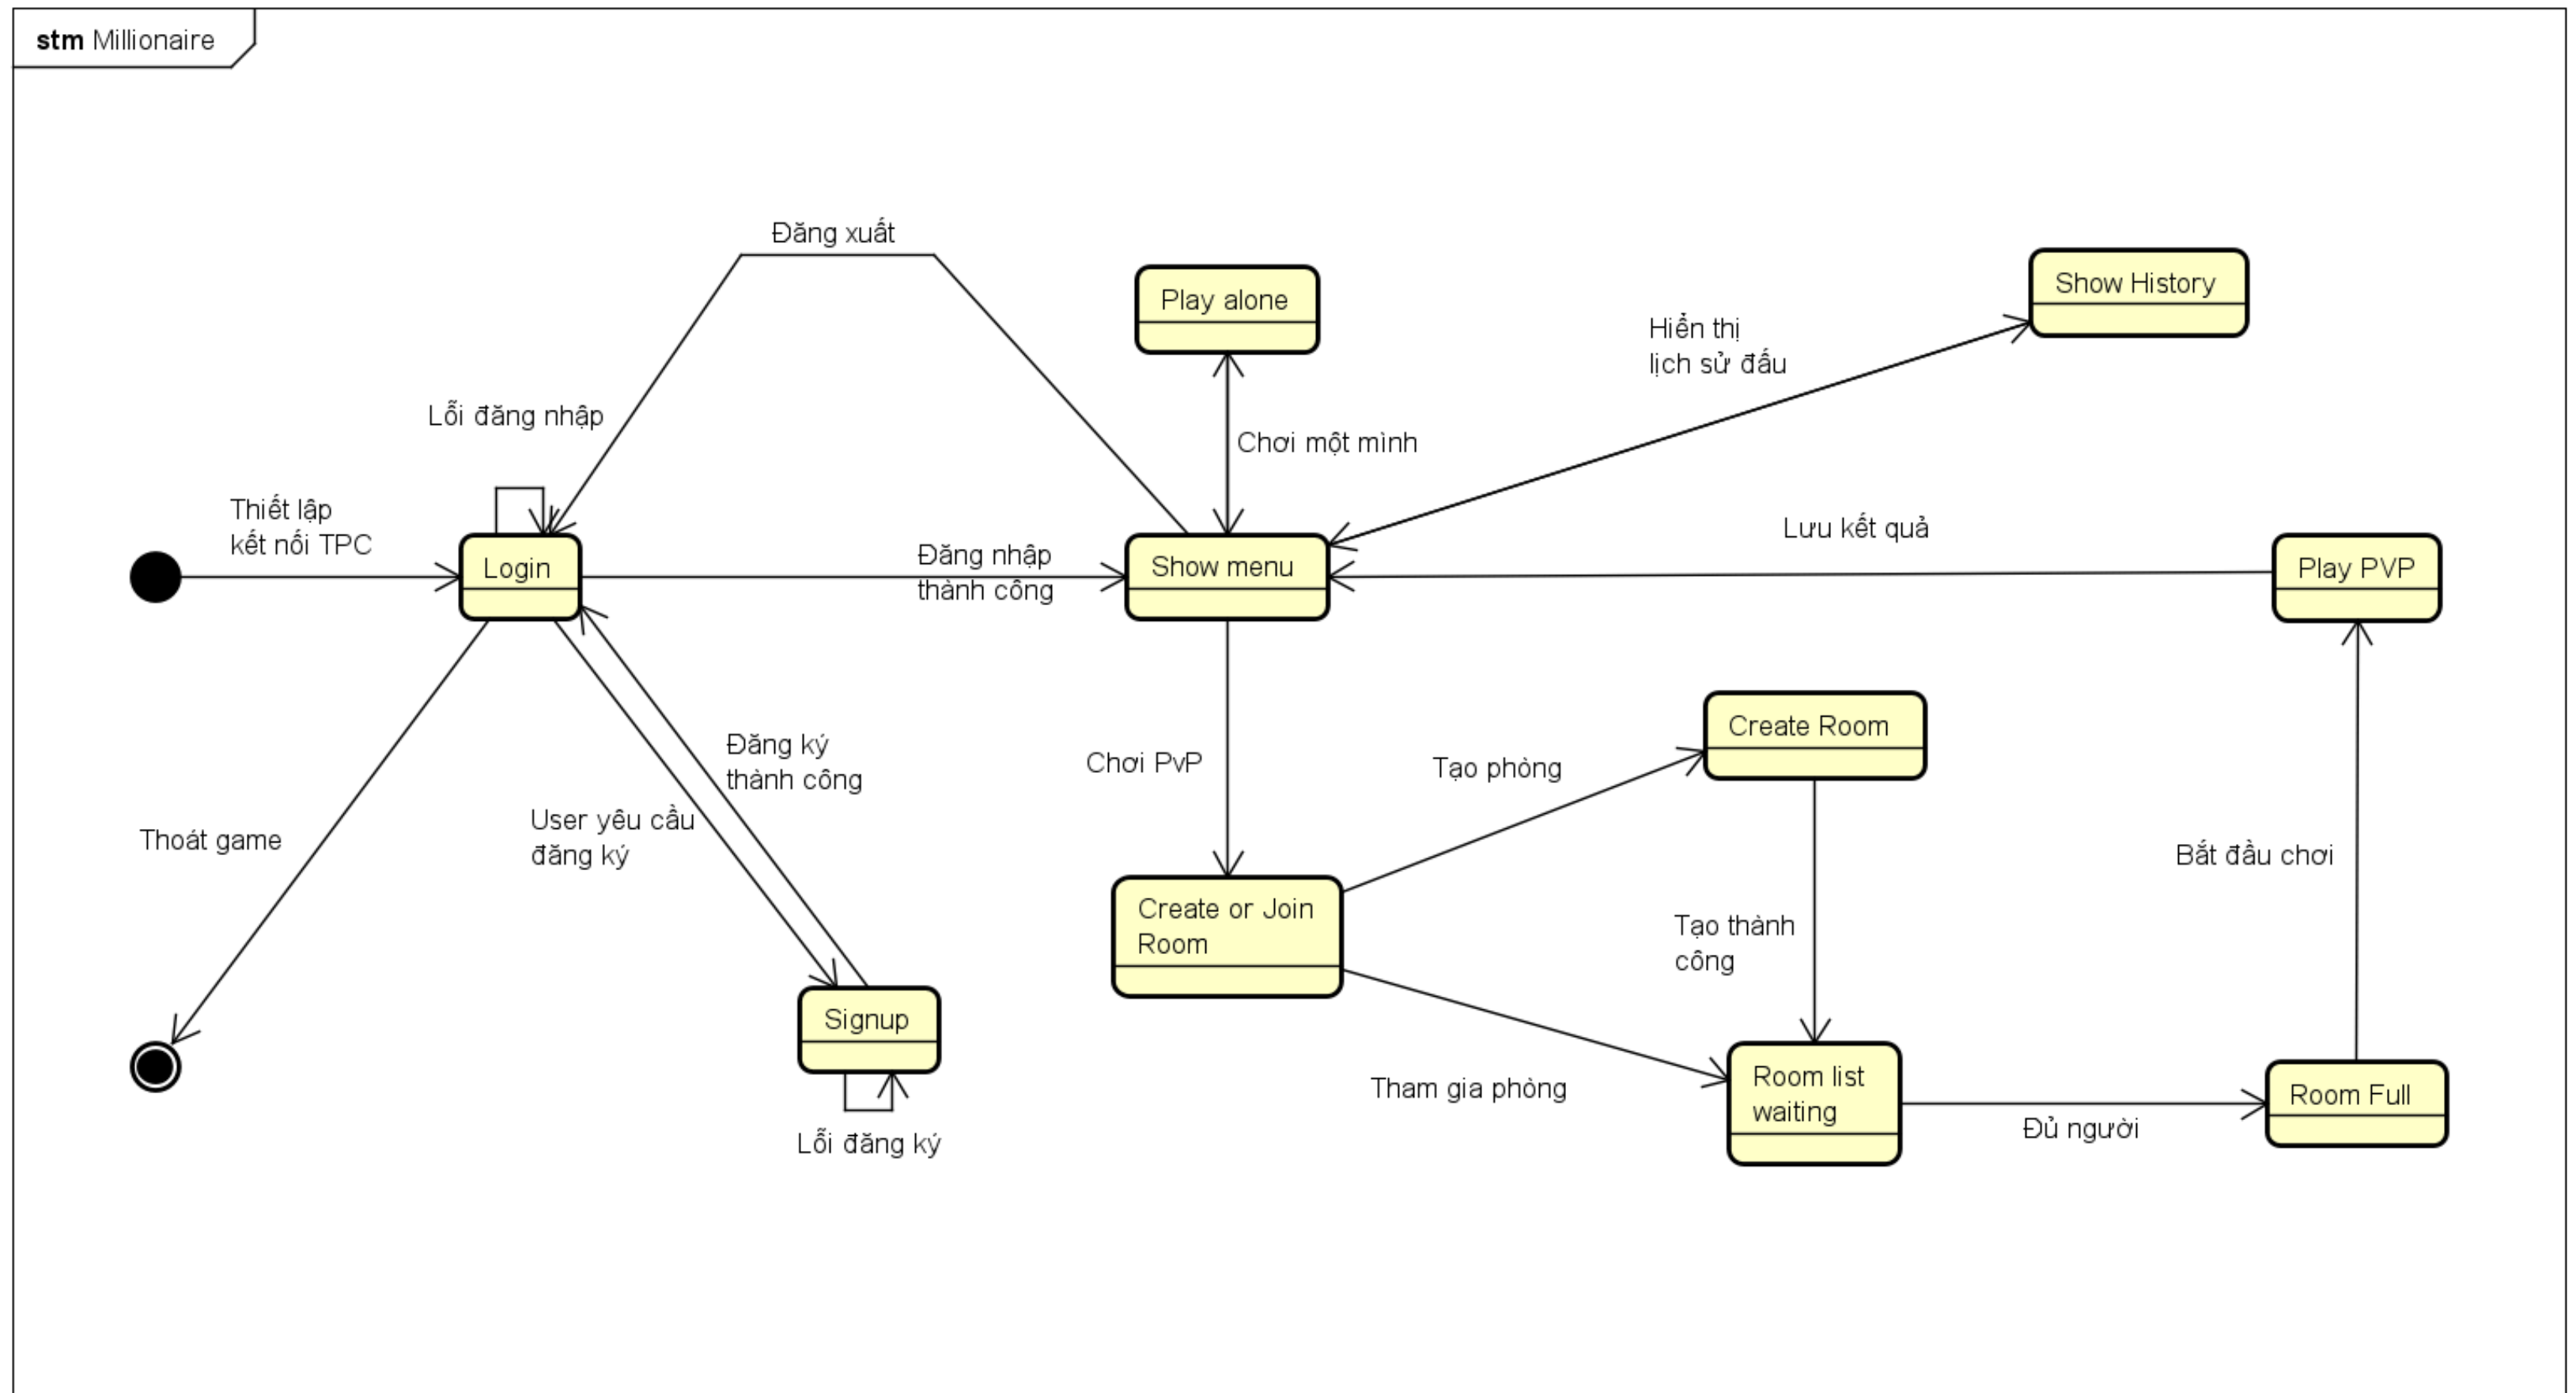 stm Millionaire
Đăng xuất
Play alone
Show History
Hiển thị
lịch sử đấu
Lỗi đăng nhập
Chơi một mình
Thiết lập
kết nối TPC
Login
Đăng nhập
thành công
Show menu
Lưu kết quả
Play PVP
Create Room
Đăng ký
thành công
Chơi PvP
Tạo phòng
User yêu cầu
đăng ký
Thoát game
Bắt đầu chơi
Create or Join
Room
Tạo thành
công
Signup
Tham gia phòng
Room list
waiting
Room Full
Đủ người
Lỗi đăng ký